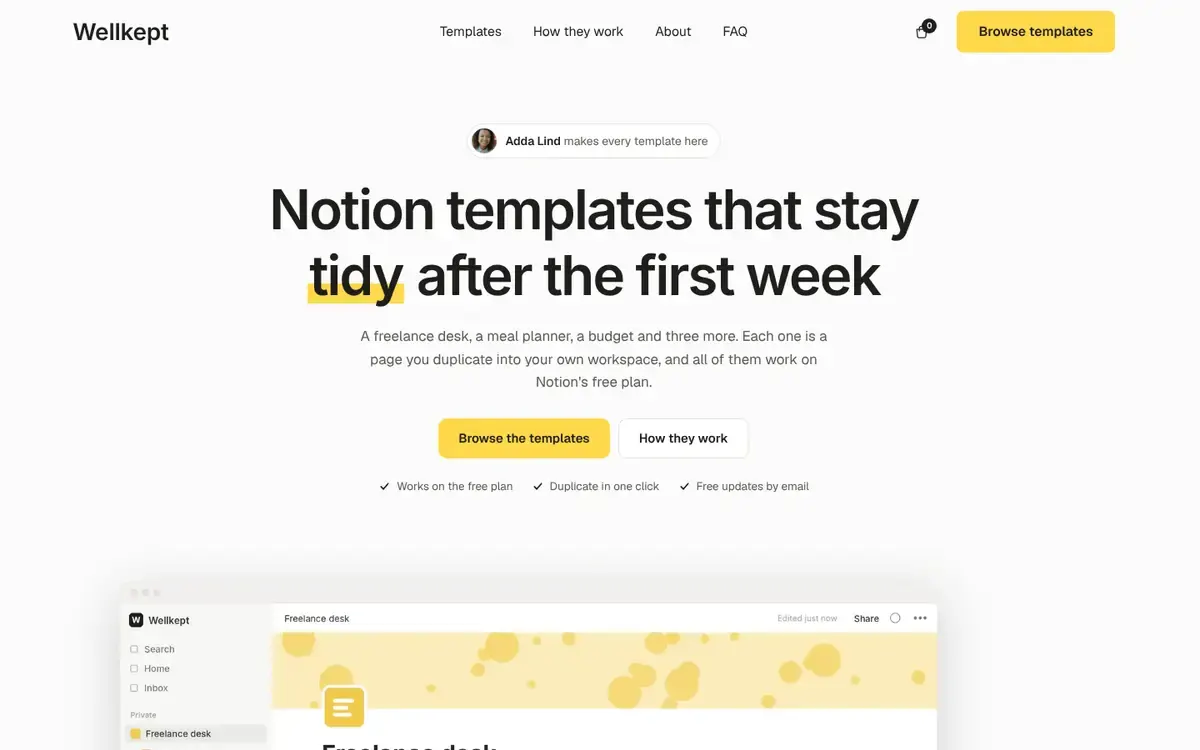 Wellkept
Templates
How they work
About
FAQ
0
Browse templates
Adda Lind makes every template here
Notion templates that stay
tidy after the first week
A freelance desk, a meal planner, a budget and three more. Each one is a
page you duplicate into your own workspace, and all of them work on
Notion's free plan.
Browse the templates
How they work
Works on the free plan
Duplicate in one click
Free updates by email
W Wellkept
Freelance desk
Edited just now
Share
Search
Home
Inbox
Private
Freelance desk
Freelance desk